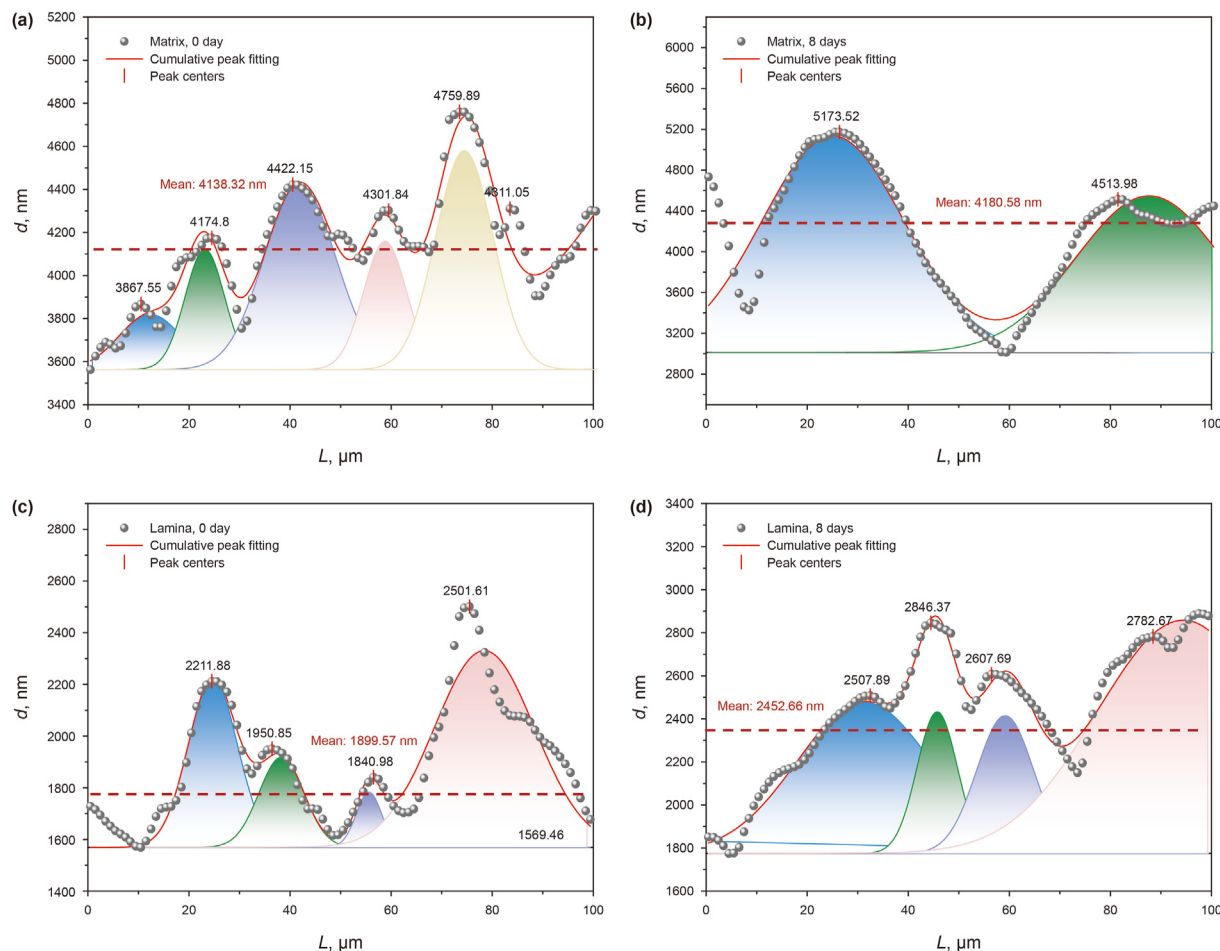 (a)
5200
5000
4800
4600
4400
4200
4000
3800
3600
3400
d, nm
Matrix, 0 day
Cumulative peak fitting
Peak centers
4759.89
4422.15
Mean: 4138.32 nm
4301.84
4311.05
4174.8
3867.55
0
20
40
60
80
100
L, µm
(b)
6300
6000
5600
5200
4800
4400
4000
3600
3200
2800
d, nm
Matrix, 8 days
Cumulative peak fitting
Peak centers
5173.52
4513.98
Mean: 4180.58 nm
0
20
40
60
80
100
L, µm
(c)
2800
2600
2400
2200
2000
1800
1600
1400
d, nm
Lamina, 0 day
Cumulative peak fitting
Peak centers
2501.61
2211.88
1950.85
Mean: 1899.57 nm
1840.98
1569.46
0
20
40
60
80
100
L, µm
(d)
3400
3200
3000
2800
2600
2400
2200
2000
1800
1600
d, nm
Lamina, 8 days
Cumulative peak fitting
Peak centers
2846.37
2782.67
2607.69
2507.89
Mean: 2452.66 nm
0
20
40
60
80
100
L, µm